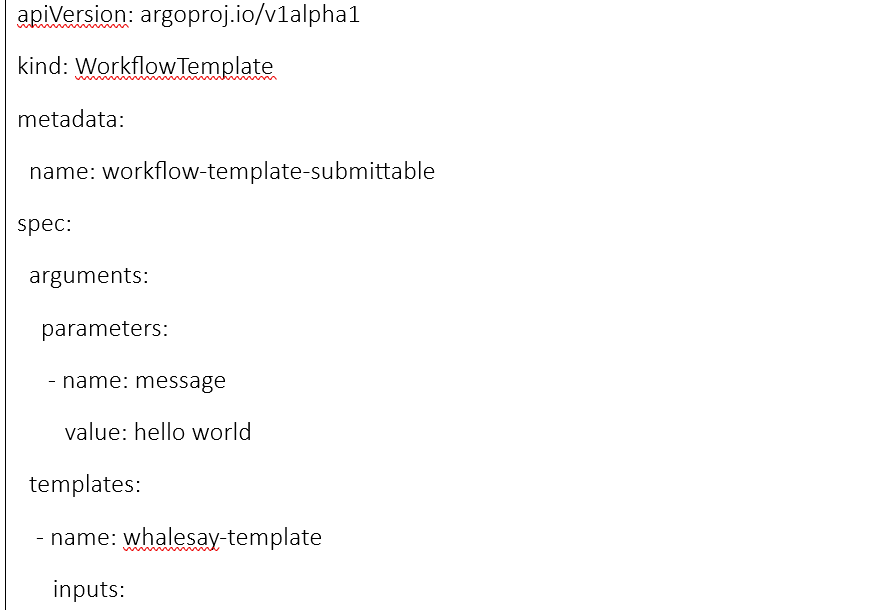 apiVersion: argoproj.io/v1alpha1
kind: WorkflowTemplate
metadata:
  name: workflow-template-submittable
spec:
  arguments:
    parameters:
      - name: message
        value: hello world
  templates:
    - name: whalesay-template
      inputs: